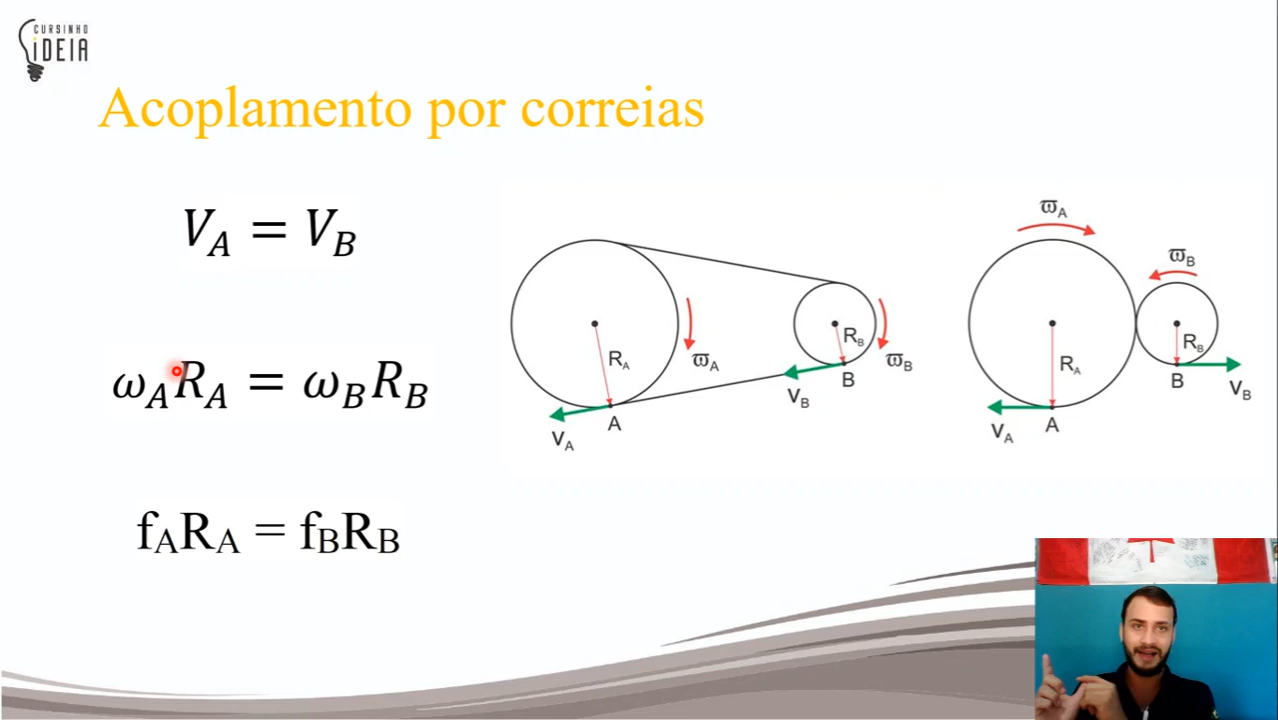 CURSINHO
iDEIA
Acoplamento por correias
V_A = V_B
ω_A R_A = ω_B R_B
f_A R_A = f_B R_B
R_A
ϖ_A
V_A
A
R_B
ϖ_B
V_B
B
ϖ_A
R_A
V_A
A
ϖ_B
R_B
B
V_B